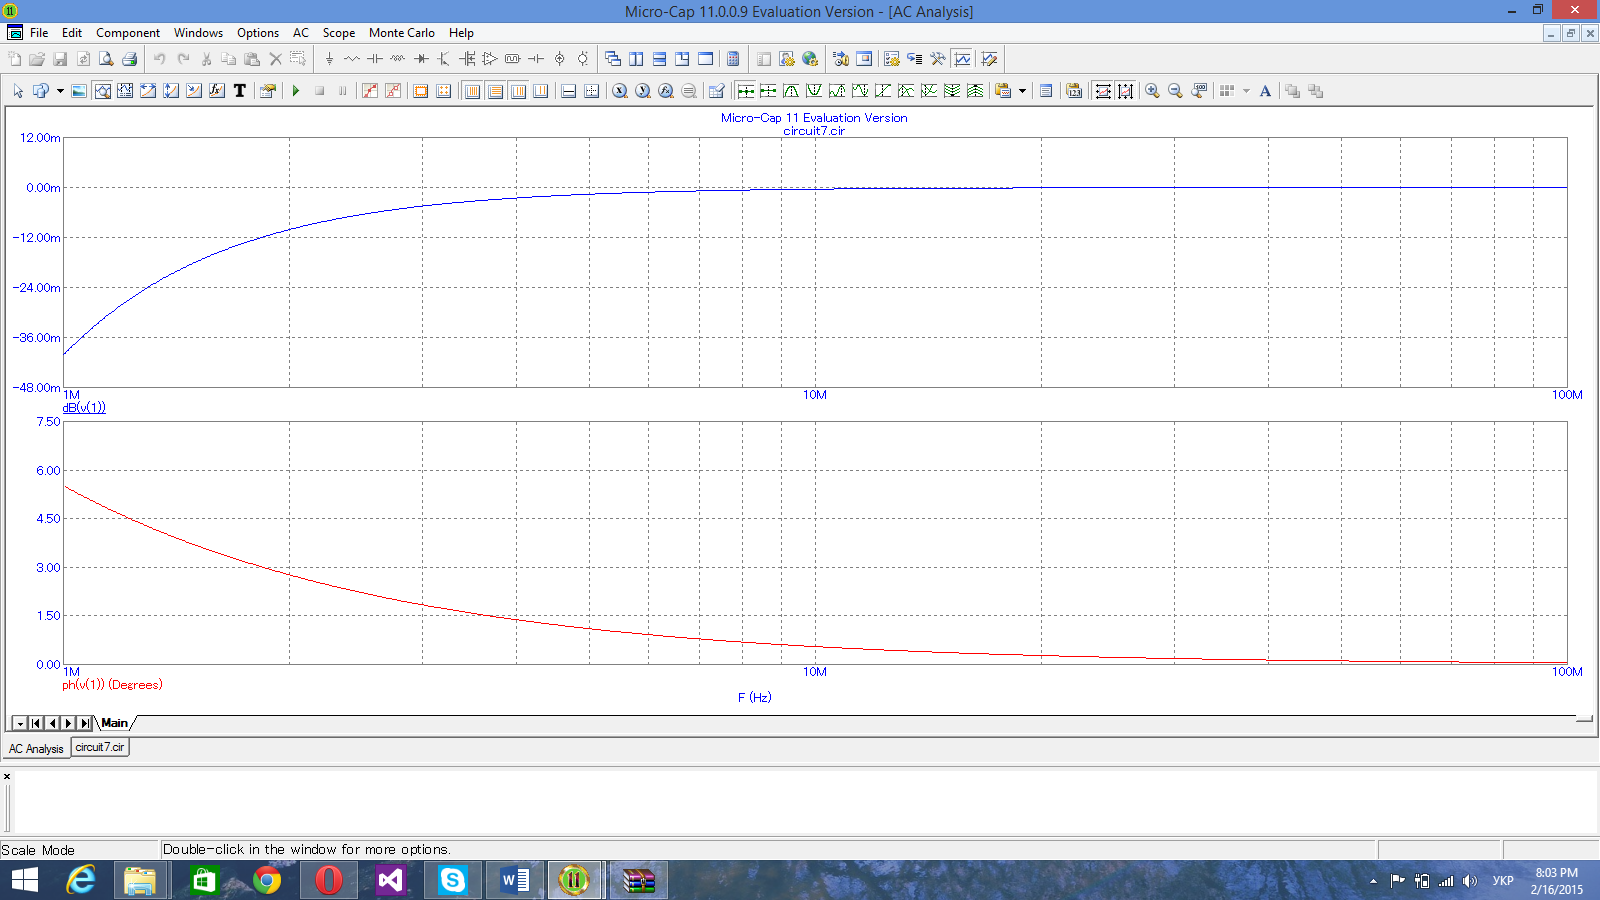 Micro-Cap 11.0.0.9 Evaluation Version - [AC Analysis]
File Edit Component Windows Options AC Scope Monte Carlo Help
Micro-Cap 11 Evaluation Version
circuit7.cir
12.00m
0.00m
-12.00m
-24.00m
-36.00m
-48.00m
1M 10M 100M
dB(v(1))
7.50
6.00
4.50
3.00
1.50
0.00
1M 10M 100M
ph(v(1)) (Degrees)
F (Hz)
Main
AC Analysis circuit7.cir
Scale Mode Double-click in the window for more options.
УКР 8:03 PM
2/16/2015